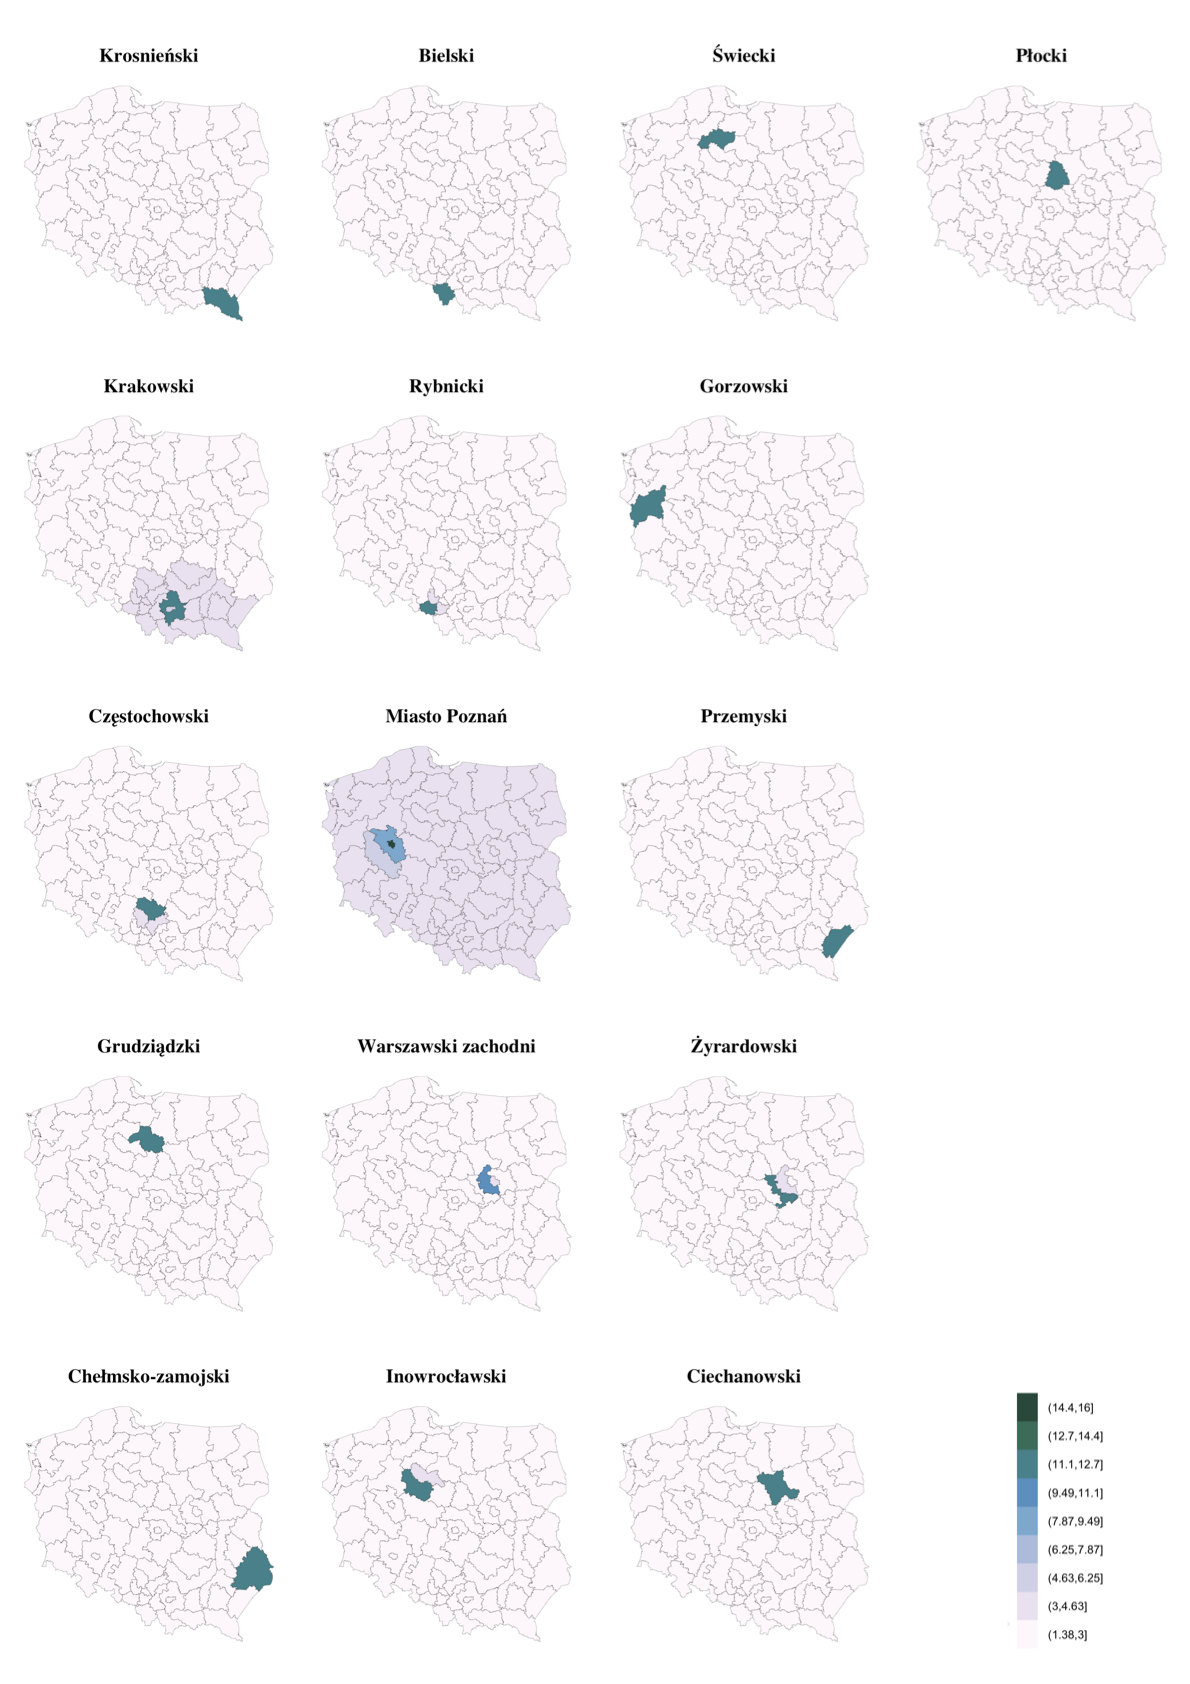 Krosnieński Bielski Świecki Płocki
Krakowski Rybnicki Gorzowski
Częstochowski Miasto Poznań Przemyski
Grudziądzki Warszawski zachodni Żyrardowski
Chełmsko-zamojski Inowrocławski Ciechanowski
(14.4,16]
(12.7,14.4]
(11.1,12.7]
(9.49,11.1]
(7.87,9.49]
(6.25,7.87]
(4.63,6.25]
(3,4.63]
(1.38,3]